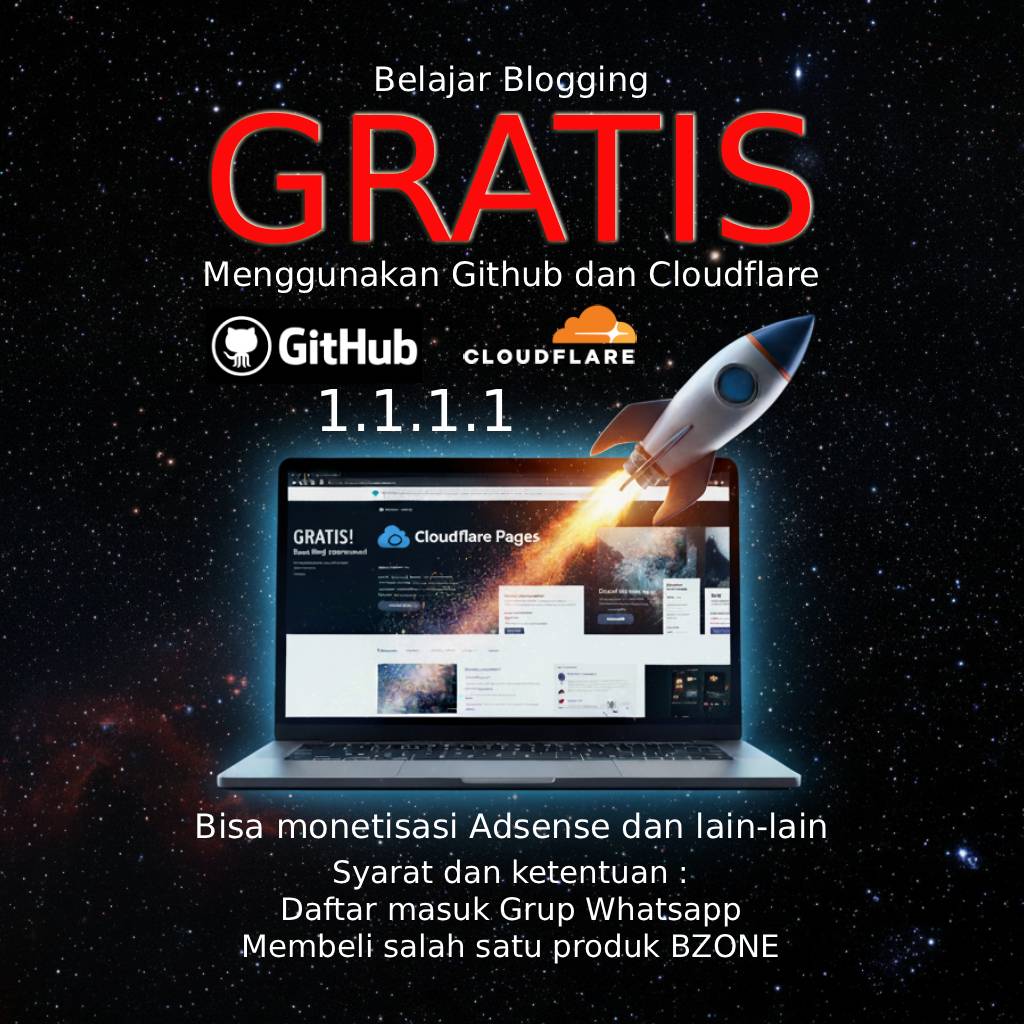 Belajar Blogging
GRATIS
Menggunakan Github dan Cloudflare
GitHub
CLOUDFLARE
1.1.1.1
GRATIS!
Cloudflare Pages
Bisa monetisasi Adsense dan lain-lain
Syarat dan ketentuan :
Daftar masuk Grup Whatsapp
Membeli salah satu produk BZONE